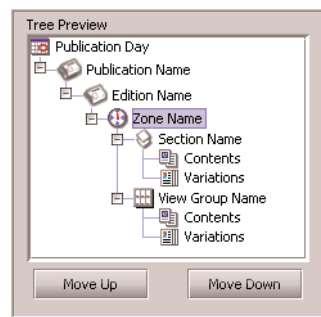 Tree Preview
Publication Day
Publication Name
Edition Name
Zone Name
Section Name
Contents
Variations
View Group Name
Contents
Variations
Move Up Move Down